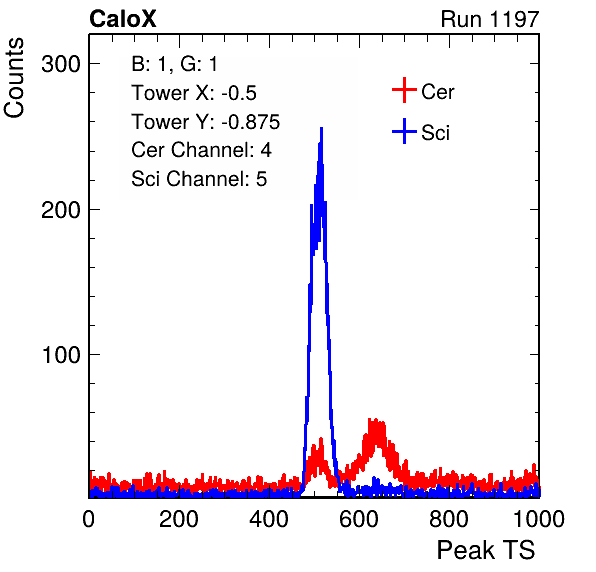 CaloX Run 1197
Counts
B: 1, G: 1
Tower X: -0.5
Tower Y: -0.875
Cer Channel: 4
Sci Channel: 5
Cer
Sci
300
200
100
0 200 400 600 800 1000
Peak TS